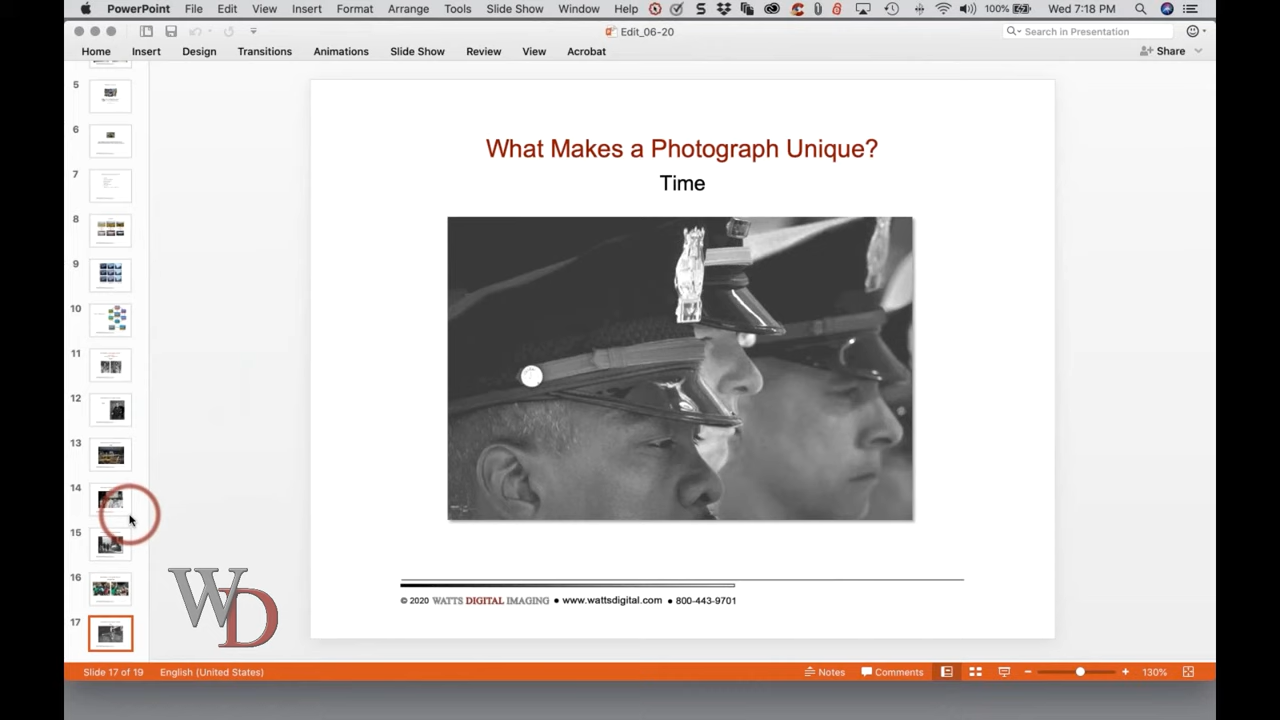 PowerPoint File Edit View Insert Format Arrange Tools Slide Show Window Help 100% Wed 7:18 PM
Edit_06-20
Search in Presentation
Home Insert Design Transitions Animations Slide Show Review View Acrobat
Share
5
6
7
8
9
10
11
12
13
14
15
16
17
What Makes a Photograph Unique?
Time
© 2020 WATTS DIGITAL IMAGING ● www.wattsdigital.com ● 800-443-9701
WD
Slide 17 of 19 English (United States) Notes Comments 130%